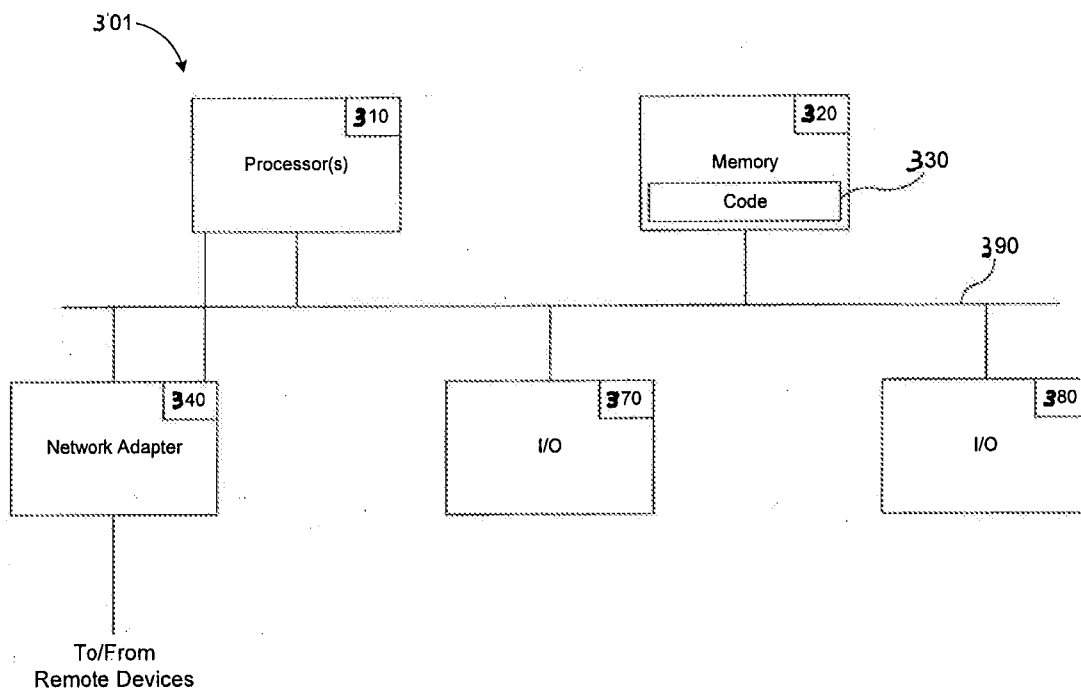 301
310
Processor(s)
320
Memory
Code
330
390
340
Network Adapter
370
I/O
380
I/O
To/From
Remote Devices